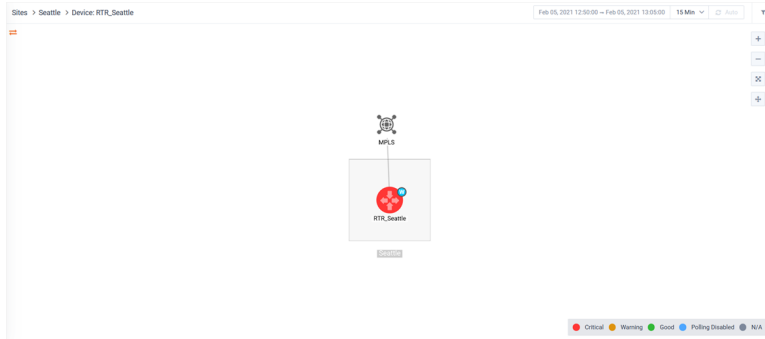 Sites > Seattle > Device: RTR_Seattle
Feb 05, 2021 12:50:00 – Feb 05, 2021 13:05:00 15 Min Auto
MPLS
W
RTR_Seattle
Seattle
Critical Warning Good Polling Disabled N/A